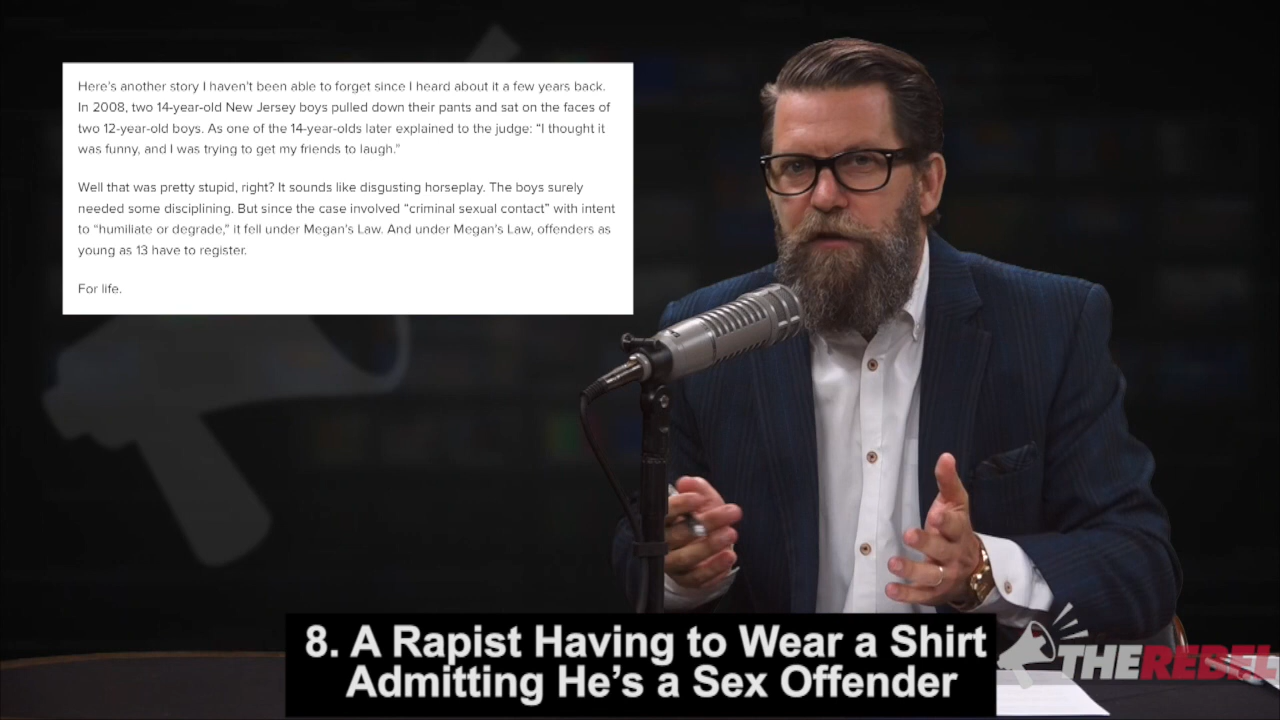 Here's another story I haven't been able to forget since I heard about it a few years back.
In 2008, two 14-year-old New Jersey boys pulled down their pants and sat on the faces of
two 12-year-old boys. As one of the 14-year-olds later explained to the judge: “I thought it
was funny, and I was trying to get my friends to laugh.”
Well that was pretty stupid, right? It sounds like disgusting horseplay. The boys surely
needed some disciplining. But since the case involved “criminal sexual contact” with intent
to “humiliate or degrade,” it fell under Megan’s Law. And under Megan’s Law, offenders as
young as 13 have to register.
For life.
8. A Rapist Having to Wear a Shirt
Admitting He's a Sex Offender
THEREBEL